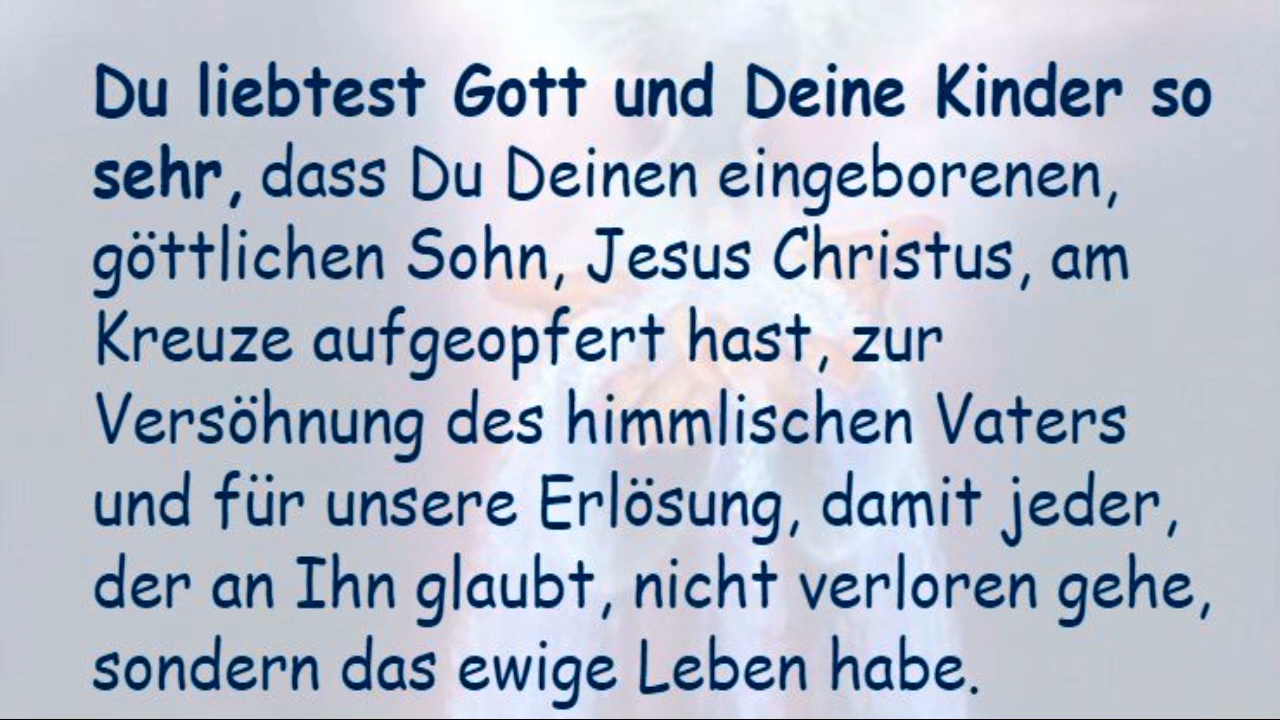 Du liebtest Gott und Deine Kinder so
sehr, dass Du Deinen eingeborenen,
göttlichen Sohn, Jesus Christus, am
Kreuze aufgeopfert hast, zur
Versöhnung des himmlischen Vaters
und für unsere Erlösung, damit jeder,
der an Ihn glaubt, nicht verloren gehe,
sondern das ewige Leben habe.